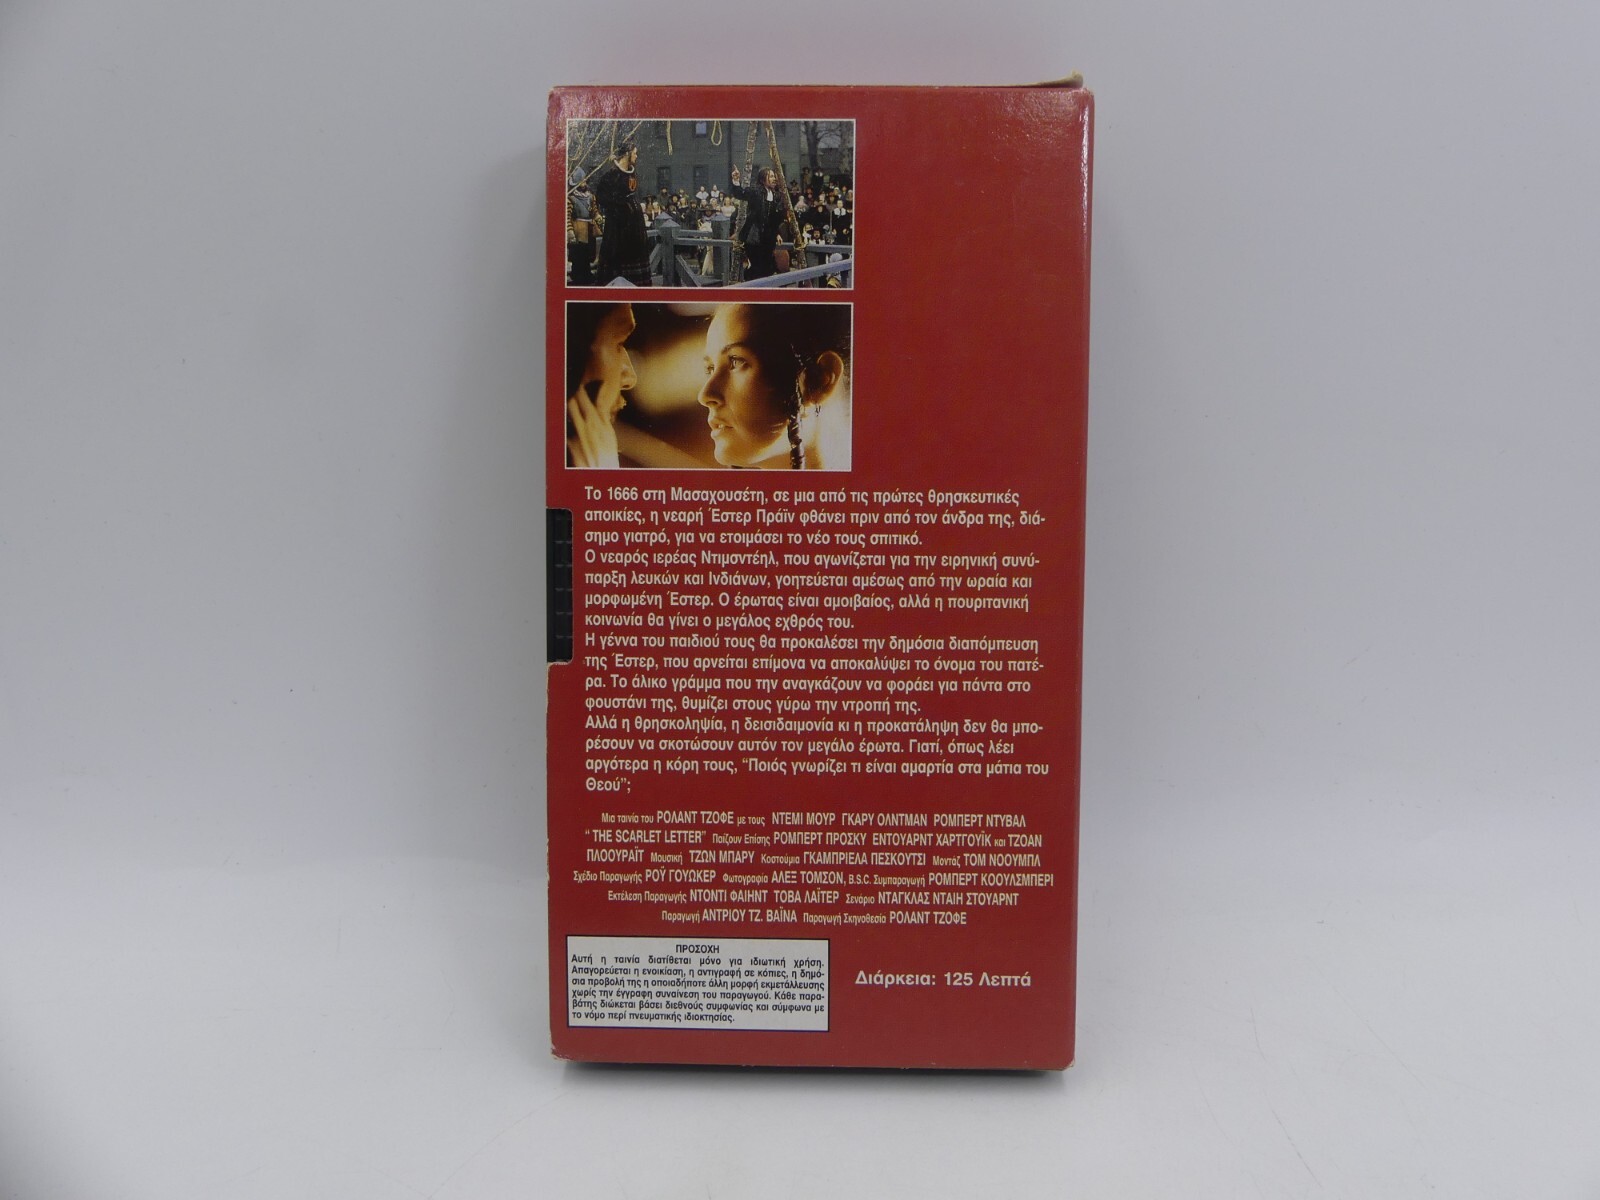 Το 1666 στη Μασαχουσέτη, σε μια από τις πρώτες θρησκευτικές
αποικίες, η νεαρή Έστερ Πράϊν φθάνει πριν από τον άνδρα της, διά-
σημο γιατρό, για να ετοιμάσει το νέο τους σπιτικό.
Ο νεαρός ιερέας Ντιμσντέηλ, που αγωνίζεται για την ειρηνική συνύ-
παρξη λευκών και Ινδιάνων, γοητεύεται αμέσως από την ωραία και
μορφωμένη Έστερ. Ο έρωτας είναι αμοιβαίος, αλλά η πουριτανική
κοινωνία θα γίνει ο μεγάλος εχθρός του.
Η γέννα του παιδιού τους θα προκαλέσει την δημόσια διαπόμπευση
της Έστερ, που αρνείται επίμονα να αποκαλύψει το όνομα του πατέ-
ρα. Το άλικο γράμμα που την αναγκάζουν να φοράει για πάντα στο
φουστάνι της, θυμίζει στους γύρω την ντροπή της.
Αλλά η θρησκοληψία, η δεισιδαιμονία κι η προκατάληψη δεν θα μπο-
ρέσουν να σκοτώσουν αυτόν τον μεγάλο έρωτα. Γιατί, όπως λέει
αργότερα η κόρη τους, “Ποιός γνωρίζει τι είναι αμαρτία στα μάτια του
Θεού”;
Μια ταινία του ΡΟΛΑΝΤ ΤΖΟΦΕ με τους ΝΤΕΜΙ ΜΟΥΡ ΓΚΑΡΥ ΟΛΝΤΜΑΝ ΡΟΜΠΕΡΤ ΝΤΥΒΑΛ
“ THE SCARLET LETTER” Παίζουν Επίσης ΡΟΜΠΕΡΤ ΠΡΟΣΚΥ ΕΝΤΟΥΑΡΝΤ ΧΑΡΤΓΟΥΪΚ και ΤΖΟΑΝ
ΠΛΟΟΥΡΑΪΤ Μουσική ΤΖΩΝ ΜΠΑΡΥ Κοστούμια ΓΚΑΜΠΡΙΕΛΑ ΠΕΣΚΟΥΤΣΙ Μοντάζ ΤΟΜ ΝΟΟΥΜΠΛ
Σχέδιο Παραγωγής ΡΟΫ ΓΟΥΩΚΕΡ Φωτογραφία ΑΛΕΞ ΤΟΜΣΟΝ, B.S.C. Συμπαραγωγή ΡΟΜΠΕΡΤ ΚΟΟΥΛΣΜΠΕΡΙ
Εκτέλεση Παραγωγής ΝΤΟΝΤΙ ΦΑΙΗΝΤ ΤΟΒΑ ΛΑΪΤΕΡ Σενάριο ΝΤΑΓΚΛΑΣ ΝΤΑΙΗ ΣΤΟΥΑΡΝΤ
Παραγωγή ΑΝΤΡΙΟΥ ΤΖ. ΒΑΪΝΑ Παραγωγή Σκηνοθεσία ΡΟΛΑΝΤ ΤΖΟΦΕ
ΠΡΟΣΟΧΗ
Αυτή η ταινία διατίθεται μόνο για ιδιωτική χρήση.
Απαγορεύεται η ενοικίαση, η αντιγραφή σε κόπιες, η δημό-
σια προβολή της η οποιαδήποτε άλλη μορφή εκμετάλλευσης
χωρίς την έγγραφη συναίνεση του παραγωγού. Κάθε παρα-
βάτης διώκεται βάσει διεθνούς συμφωνίας και σύμφωνα με
το νόμο περί πνευματικής ιδιοκτησίας.
Διάρκεια: 125 Λεπτά